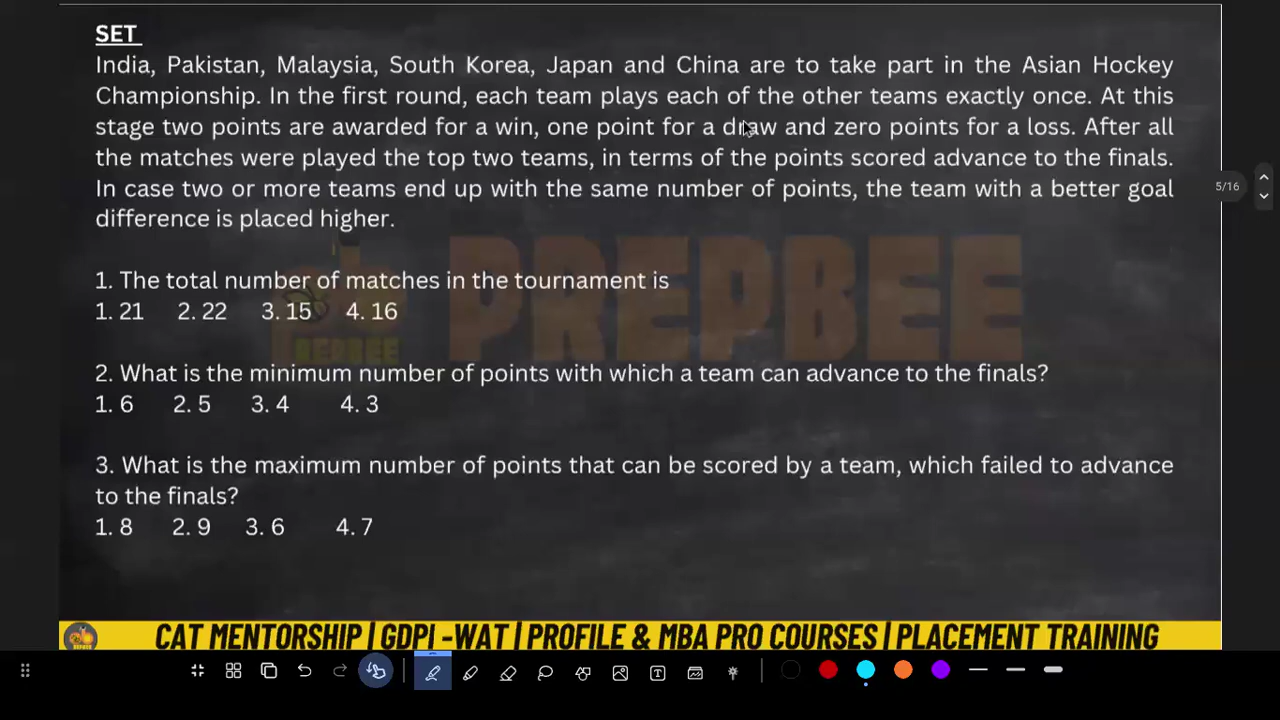 SET
India, Pakistan, Malaysia, South Korea, Japan and China are to take part in the Asian Hockey
Championship. In the first round, each team plays each of the other teams exactly once. At this
stage two points are awarded for a win, one point for a draw and zero points for a loss. After all
the matches were played the top two teams, in terms of the points scored advance to the finals.
In case two or more teams end up with the same number of points, the team with a better goal
difference is placed higher.
5/16
PREPBEE
1. The total number of matches in the tournament is
1. 21 2. 22 3. 15 4. 16
PREPBEE
2. What is the minimum number of points with which a team can advance to the finals?
1. 6 2. 5 3. 4 4. 3
3. What is the maximum number of points that can be scored by a team, which failed to advance
to the finals?
1. 8 2. 9 3. 6 4. 7
CAT MENTORSHIP | GDPI -WAT | PROFILE & MBA PRO COURSES | PLACEMENT TRAINING